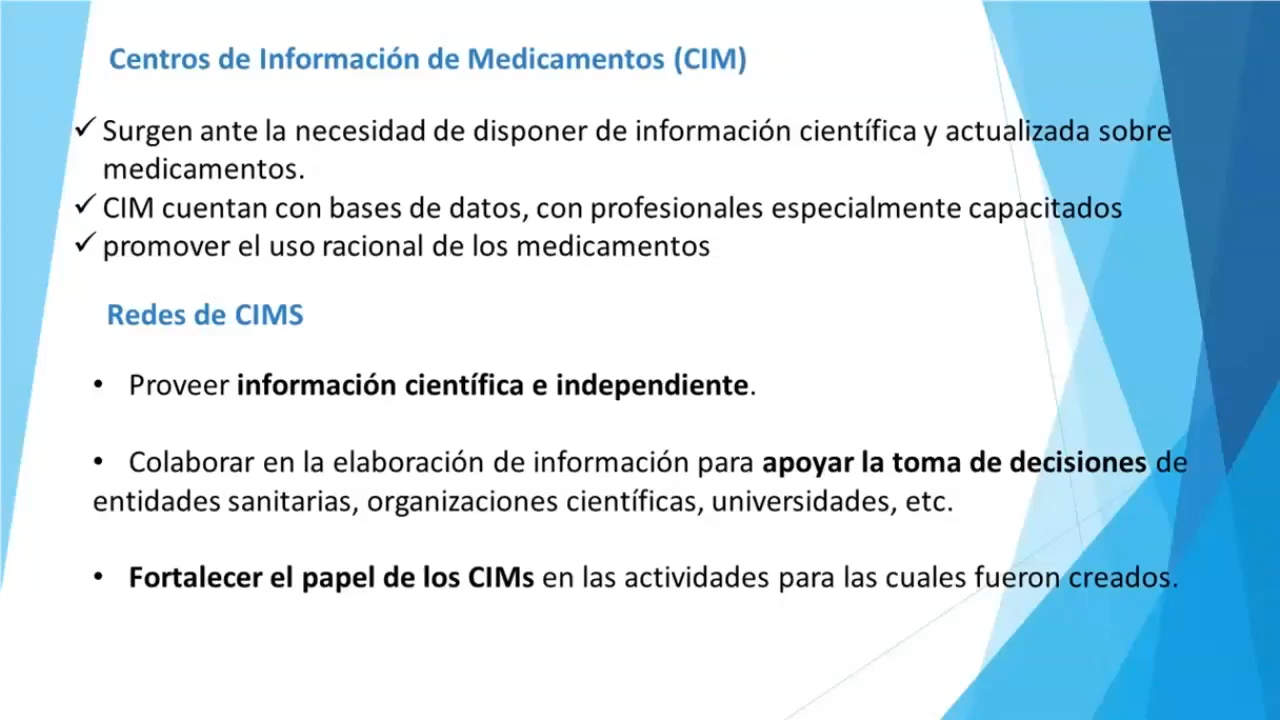 Centros de Información de Medicamentos (CIM)
✓ Surgen ante la necesidad de disponer de información científica y actualizada sobre
medicamentos.
✓ CIM cuentan con bases de datos, con profesionales especialmente capacitados
✓ promover el uso racional de los medicamentos
Redes de CIMS
• Proveer información científica e independiente.
• Colaborar en la elaboración de información para apoyar la toma de decisiones de
entidades sanitarias, organizaciones científicas, universidades, etc.
• Fortalecer el papel de los CIMs en las actividades para las cuales fueron creados.